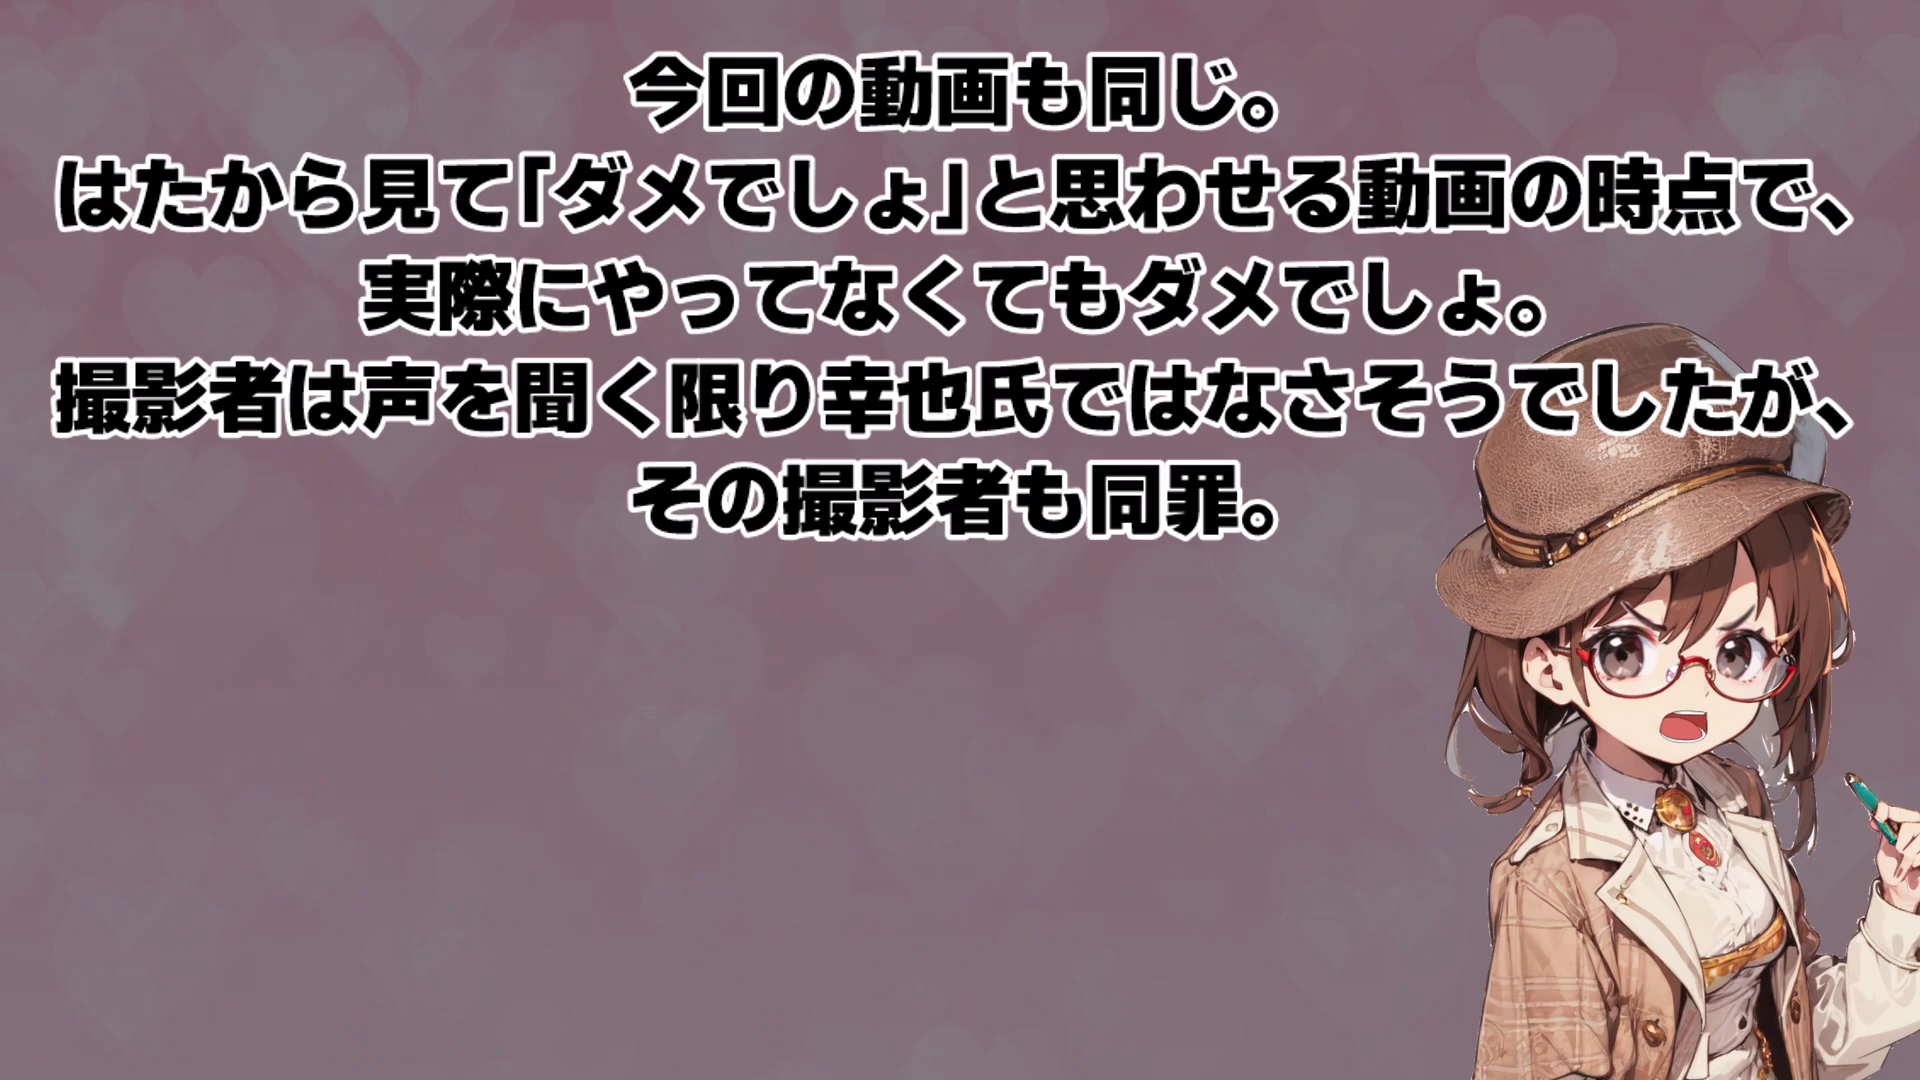 今回の動画も同じ。
はたから見て「ダメでしょ」と思わせる動画の時点で、
実際にやってなくてもダメでしょ。
撮影者は声を聞く限り幸也氏ではなさそうでしたが、
その撮影者も同罪。